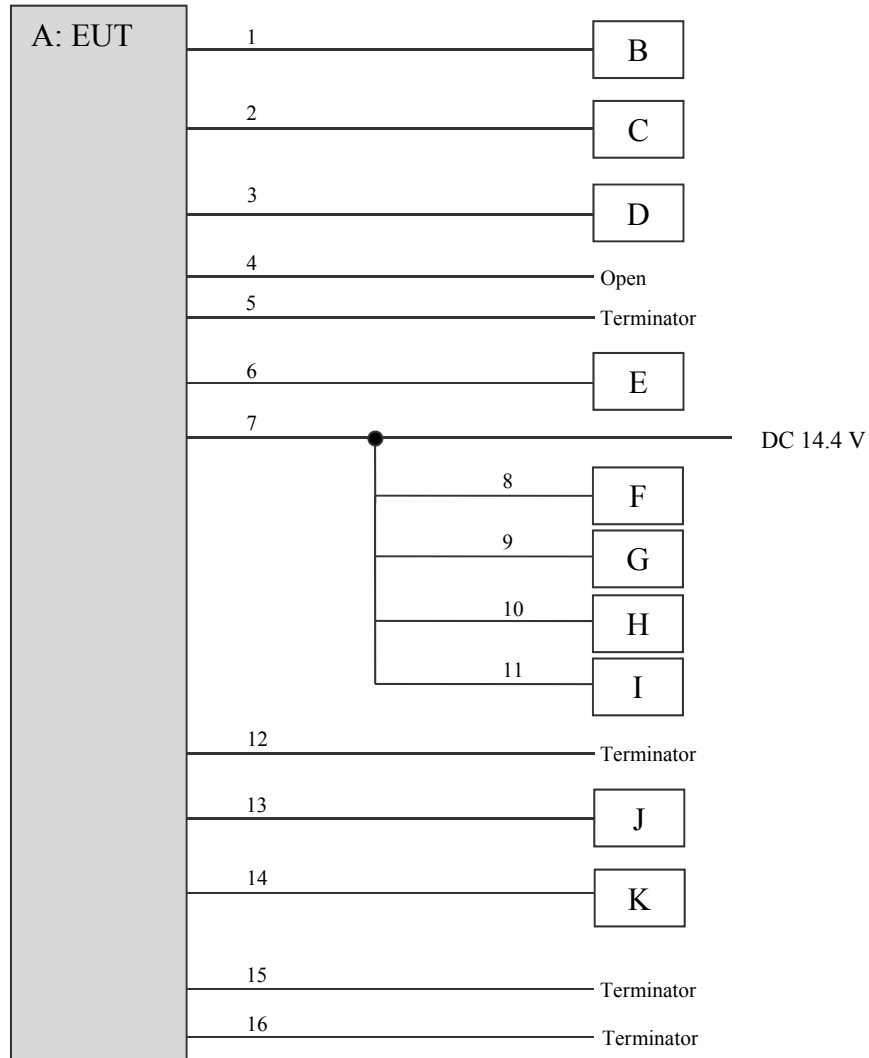 A: EUT
1
B
2
C
3
D
4
Open
5
Terminator
6
E
7
DC 14.4 V
8
F
9
G
10
H
11
I
12
Terminator
13
J
14
K
15
Terminator
16
Terminator